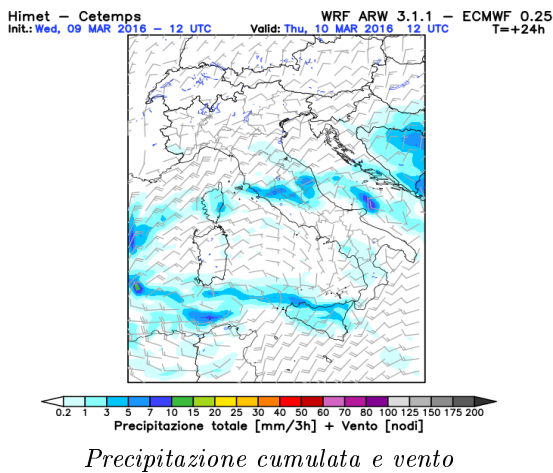 Himet – Cetemps WRF ARW 3.1.1 – ECMWF 0.25
Init.: Wed, 09 MAR 2016 – 12 UTC Valid: Thu, 10 MAR 2016 12 UTC T=+24h
0.2 1 3 5 7 10 15 20 25 30 40 50 60 70 80 100 125 150 175 200
Precipitazione totale [mm/3h] + Vento [nodi]
Precipitazione cumulata e vento